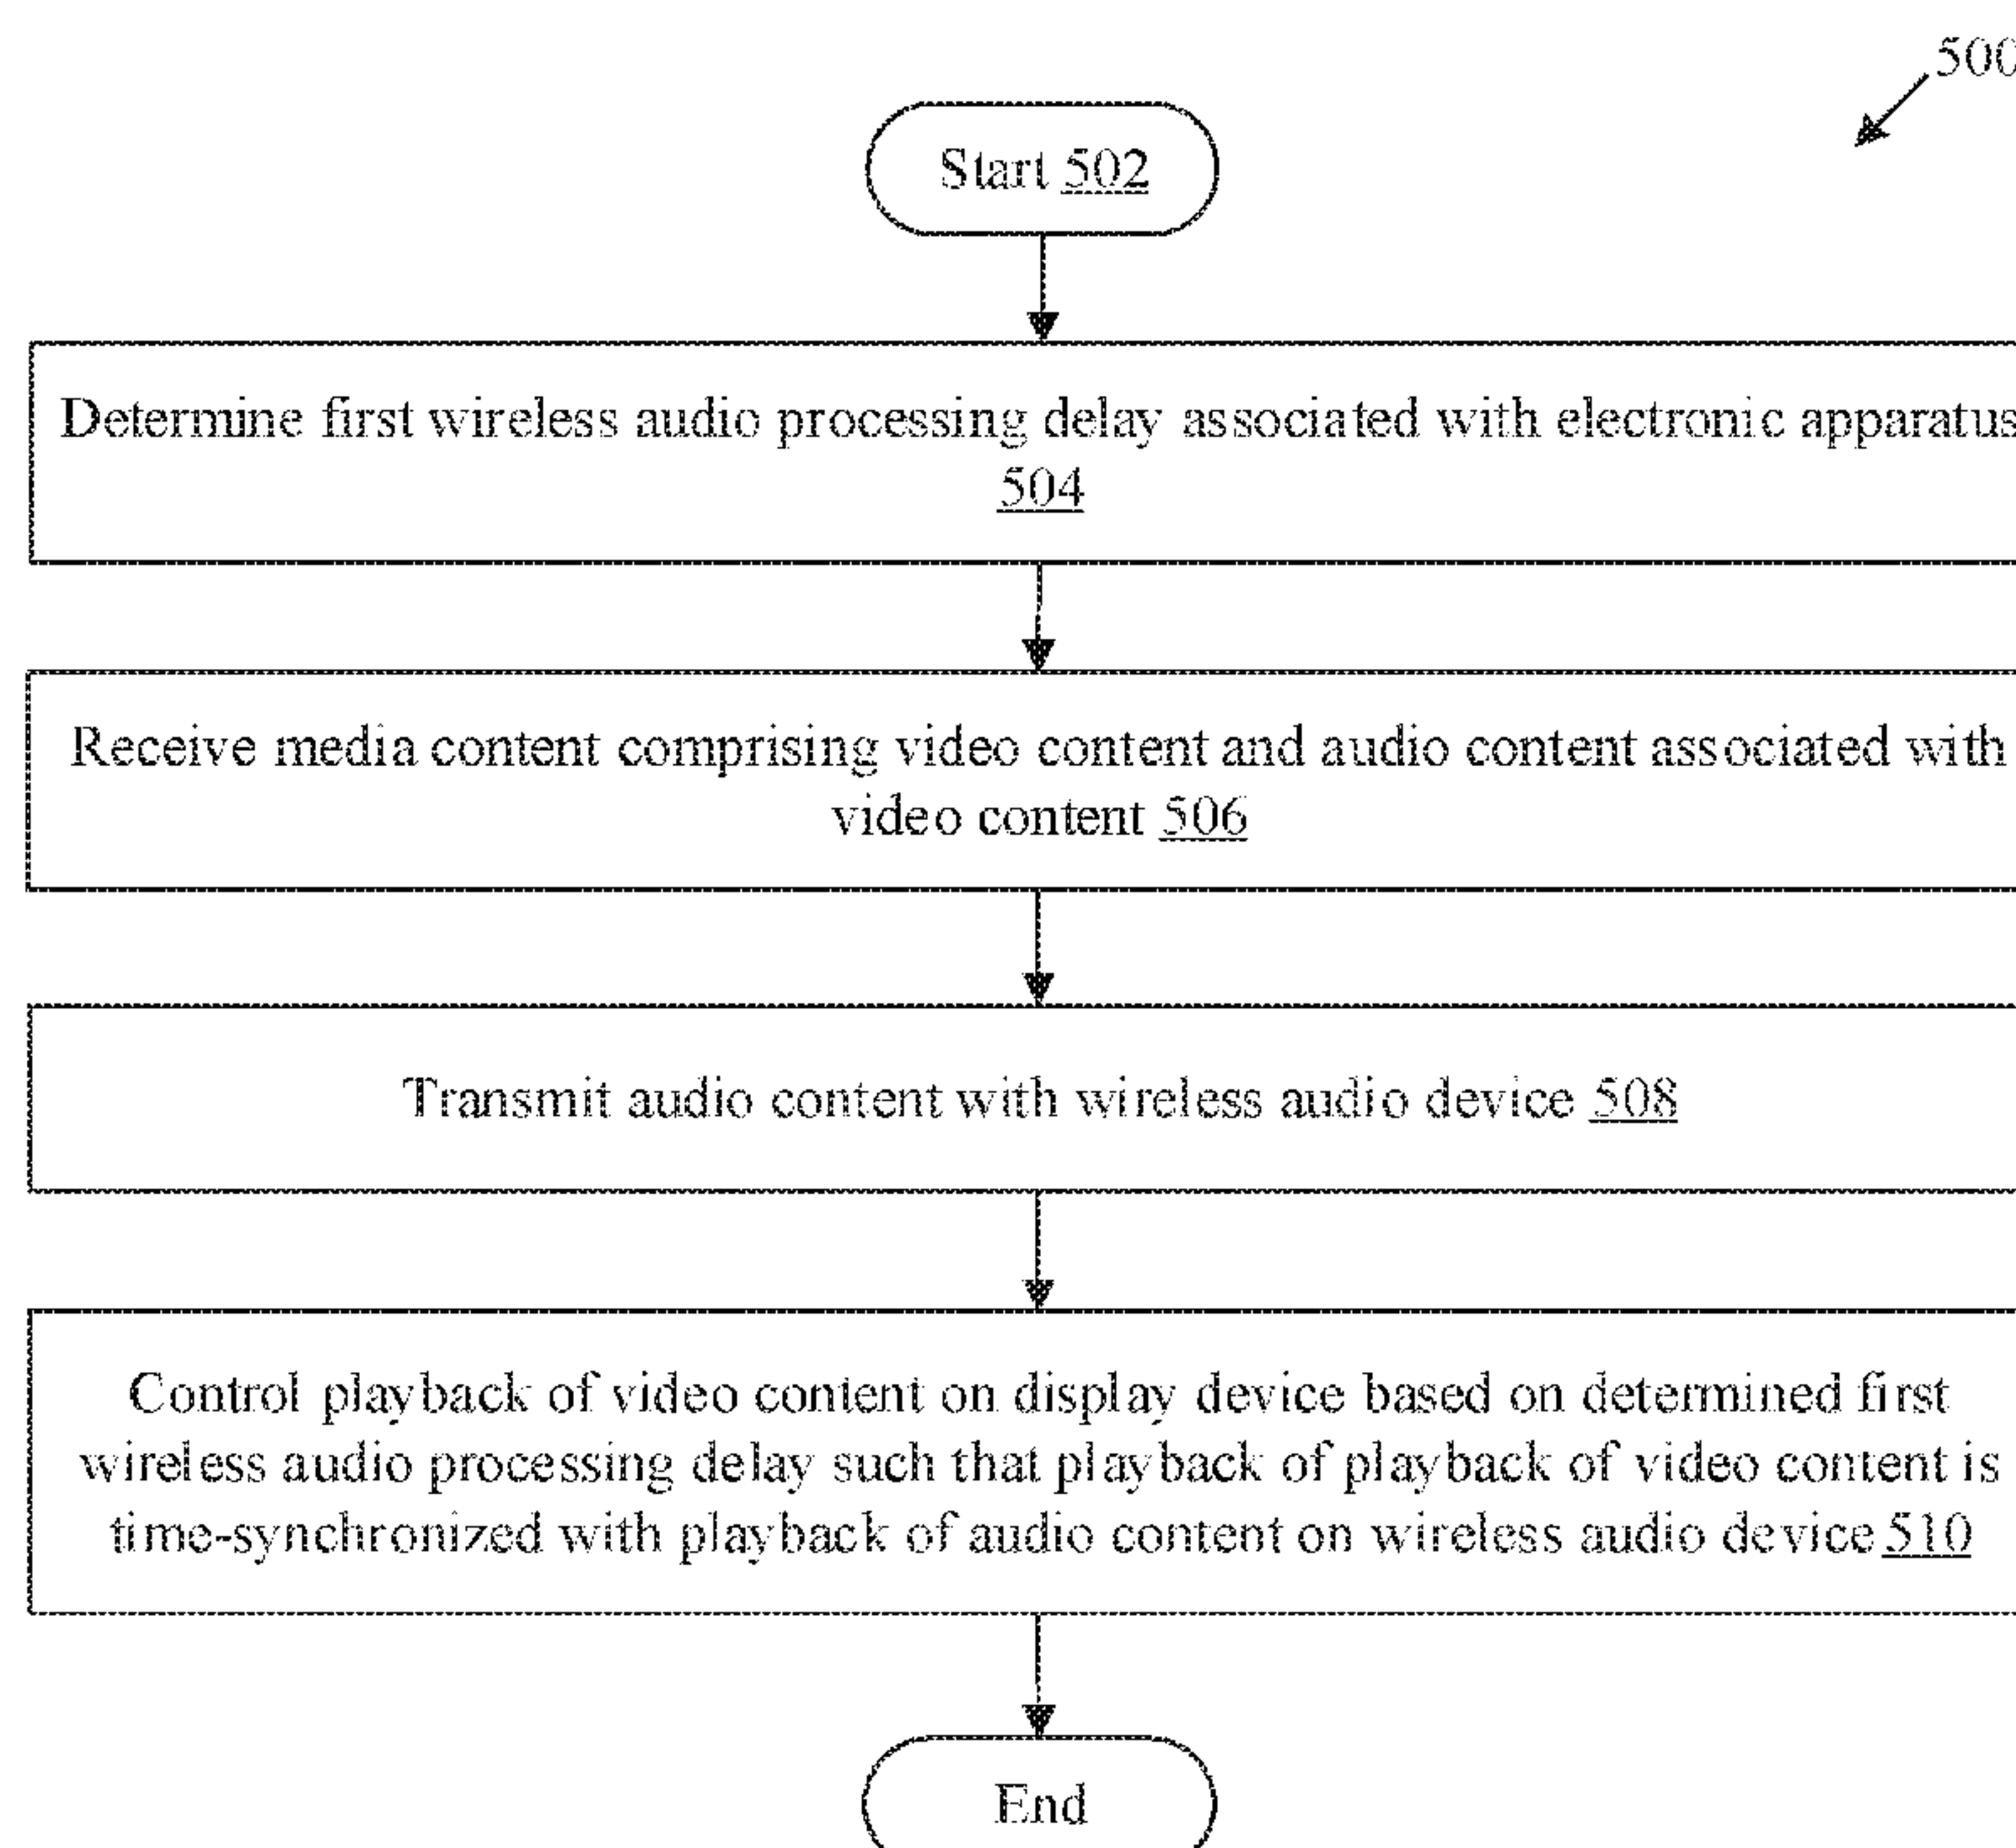 500
Start 502
Determine first wireless audio processing delay associated with electronic apparatus
504
Receive media content comprising video content and audio content associated with
video content 506
Transmit audio content with wireless audio device 508
Control playback of video content on display device based on determined first
wireless audio processing delay such that playback of playback of video content is
time-synchronized with playback of audio content on wireless audio device 510
End